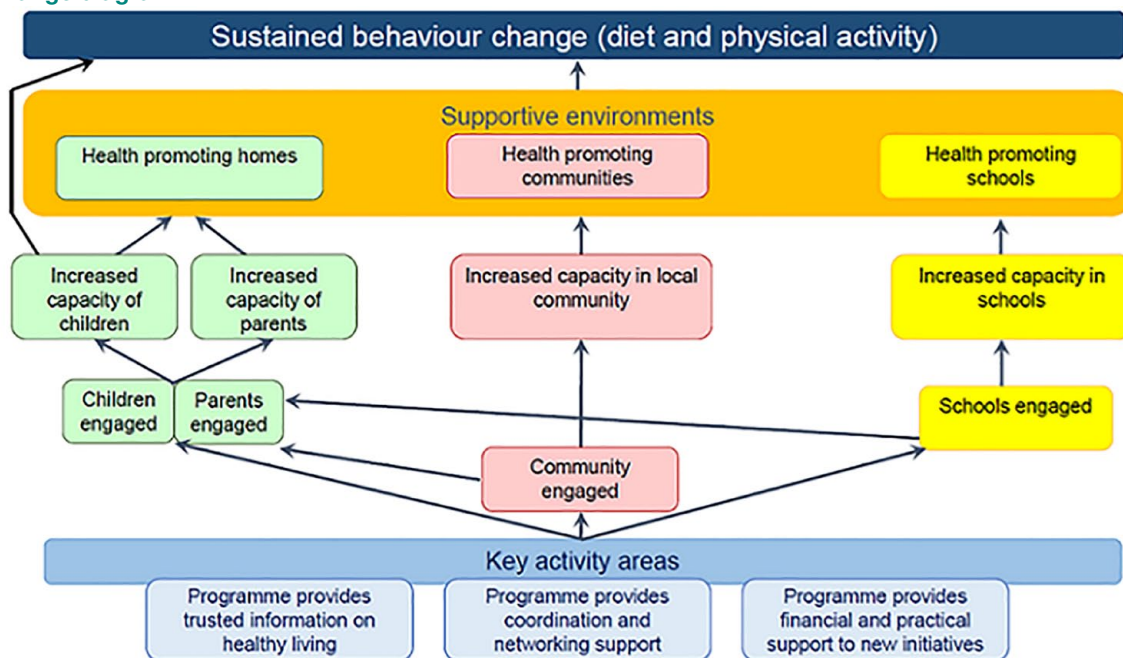 Sustained behaviour change (diet and physical activity)
Supportive environments
Health promoting homes
Health promoting
communities
Health promoting
schools
Increased
capacity of
children
Increased
capacity of
parents
Increased capacity in local
community
Increased capacity in
schools
Children
engaged
Parents
engaged
Schools engaged
Community
engaged
Key activity areas
Programme provides
trusted information on
healthy living
Programme provides
coordination and
networking support
Programme provides
financial and practical
support to new initiatives